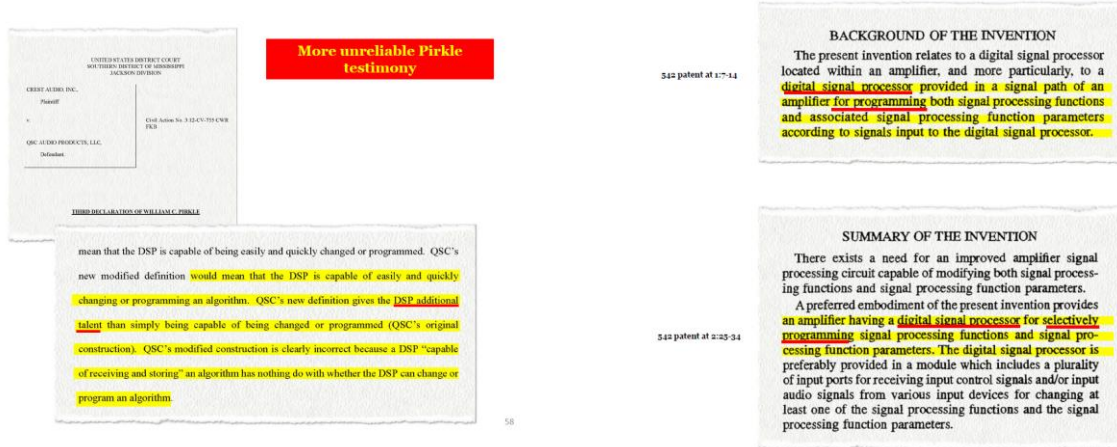 UNITED STATES DISTRICT COURT
SOUTHERN DISTRICT OF MISSISSIPPI
JACKSON DIVISION
CREST AUDIO, INC.,
Plaintiff
v.
Civil Action No. 3:12-CV-755 CWR
FKB
QSC AUDIO PRODUCTS, LLC,
Defendant.
THIRD DECLARATION OF WILLIAM C. PIRKLE
More unreliable Pirkle
testimony
mean that the DSP is capable of being easily and quickly changed or programmed. QSC's
new modified definition would mean that the DSP is capable of easily and quickly
changing or programming an algorithm. QSC's new definition gives the DSP additional
talent than simply being capable of being changed or programmed (QSC's original
construction). QSC's modified construction is clearly incorrect because a DSP "capable
of receiving and storing" an algorithm has nothing do with whether the DSP can change or
program an algorithm.
58
542 patent at 1:7-14
BACKGROUND OF THE INVENTION
The present invention relates to a digital signal processor
located within an amplifier, and more particularly, to a
digital signal processor provided in a signal path of an
amplifier for programming both signal processing functions
and associated signal processing function parameters
according to signals input to the digital signal processor.
542 patent at 2:25-34
SUMMARY OF THE INVENTION
There exists a need for an improved amplifier signal
processing circuit capable of modifying both signal process-
ing functions and signal processing function parameters.
A preferred embodiment of the present invention provides
an amplifier having a digital signal processor for selectively
programming signal processing functions and signal pro-
cessing function parameters. The digital signal processor is
preferably provided in a module which includes a plurality
of input ports for receiving input control signals and/or input
audio signals from various input devices for changing at
least one of the signal processing functions and the signal
processing function parameters.